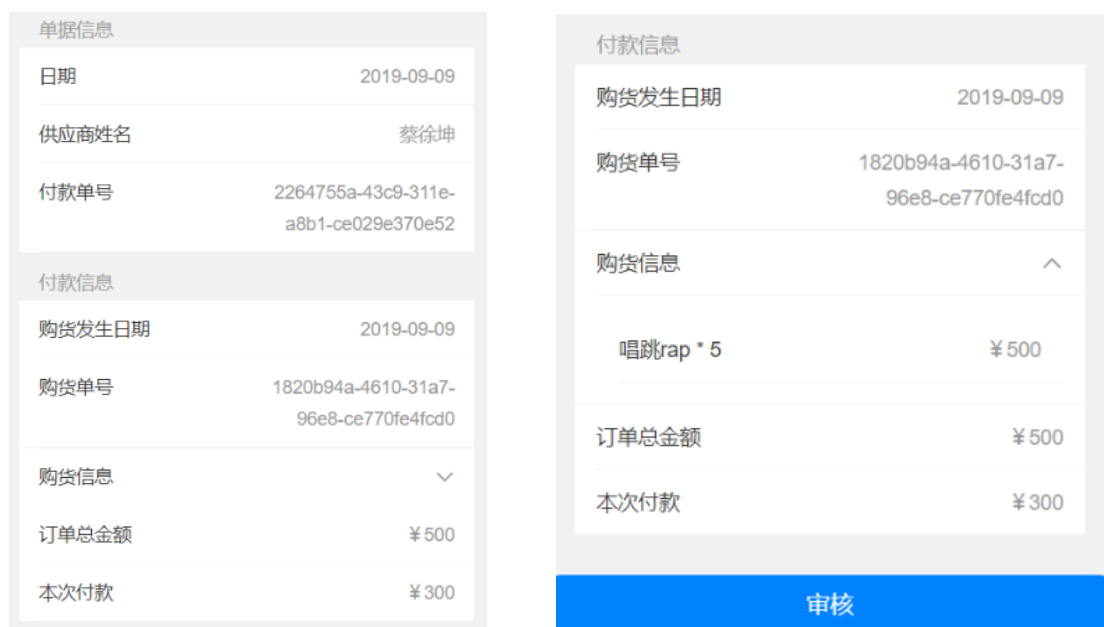 单据信息
日期 2019-09-09
供应商姓名 蔡徐坤
付款单号 2264755a-43c9-311e-
a8b1-ce029e370e52
付款信息
购货发生日期 2019-09-09
购货单号 1820b94a-4610-31a7-
96e8-ce770fe4fcd0
购货信息
订单总金额 ¥500
本次付款 ¥300
付款信息
购货发生日期 2019-09-09
购货单号 1820b94a-4610-31a7-
96e8-ce770fe4fcd0
购货信息
唱跳rap * 5 ¥500
订单总金额 ¥500
本次付款 ¥300
审核